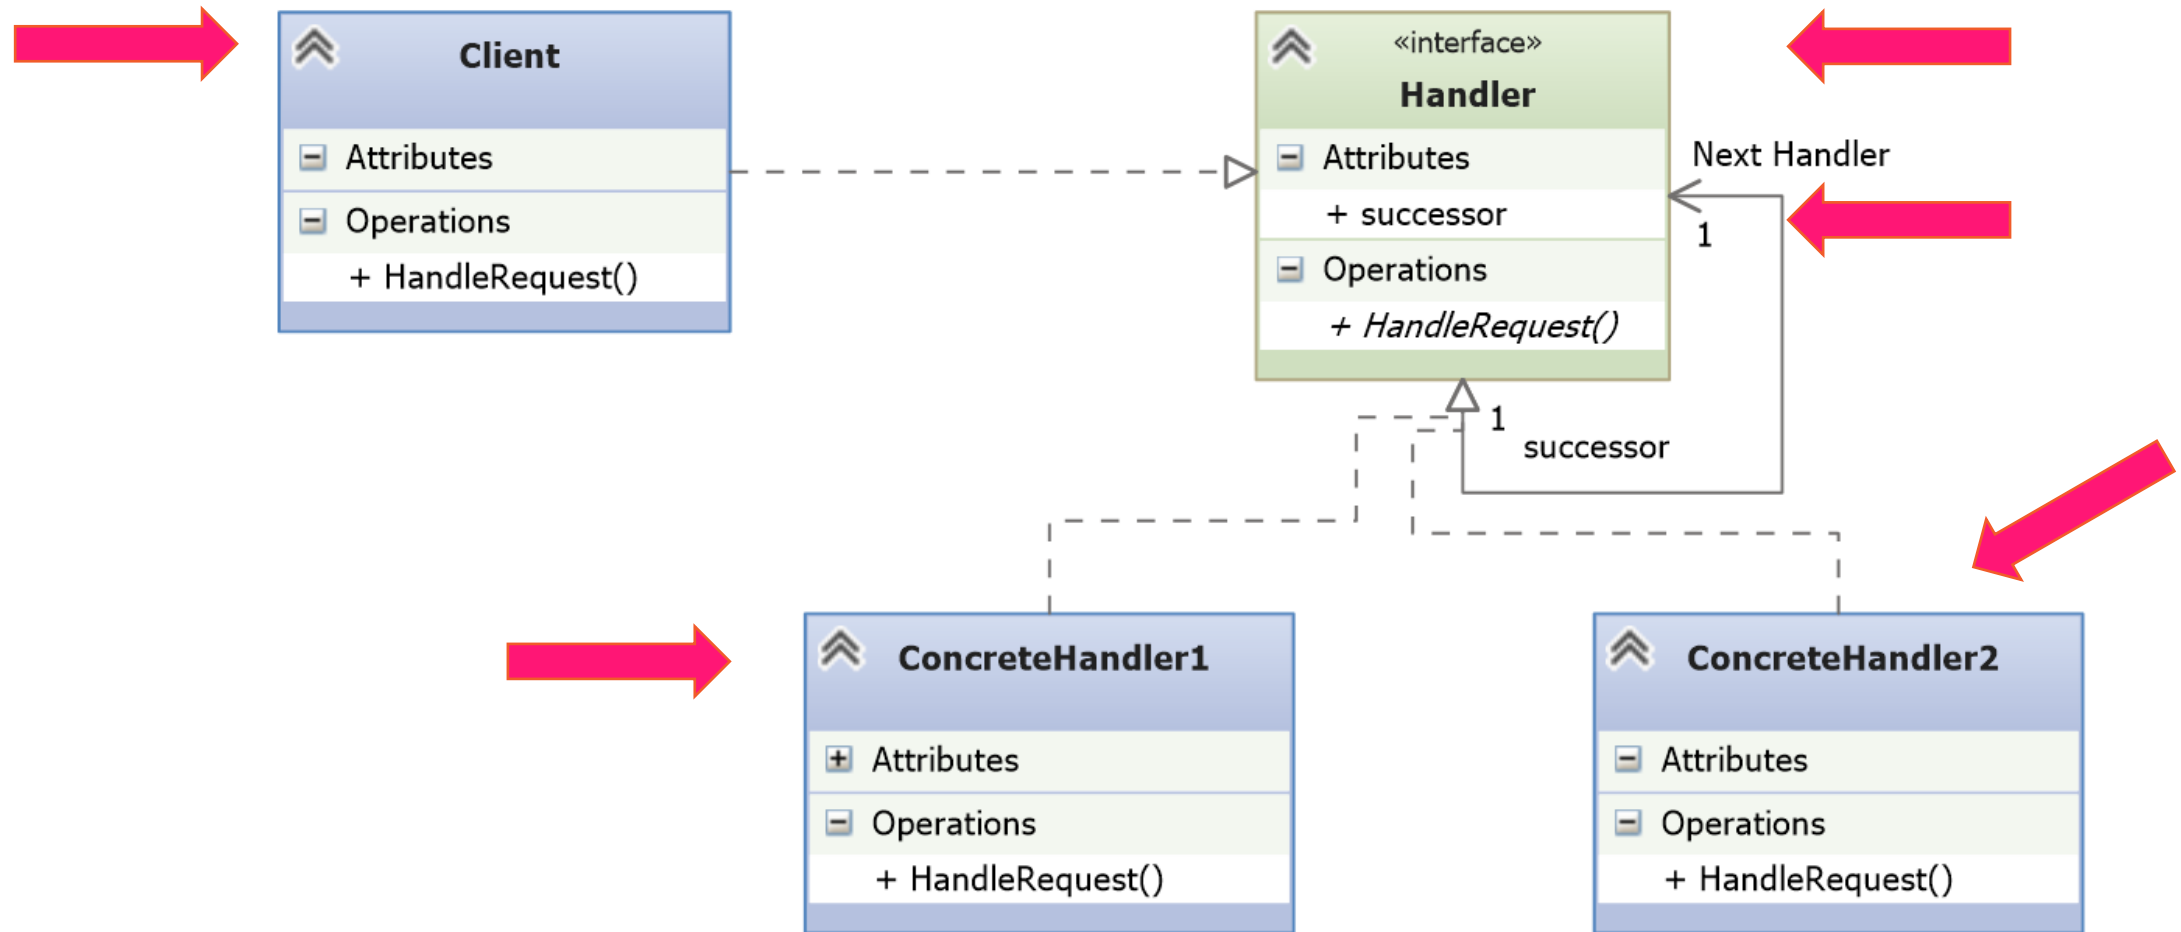 Client
Attributes
Operations
+ HandleRequest()
«interface»
Handler
Attributes
+ successor
Operations
+ HandleRequest()
Next Handler
1
1
successor
ConcreteHandler1
Attributes
Operations
+ HandleRequest()
ConcreteHandler2
Attributes
Operations
+ HandleRequest()